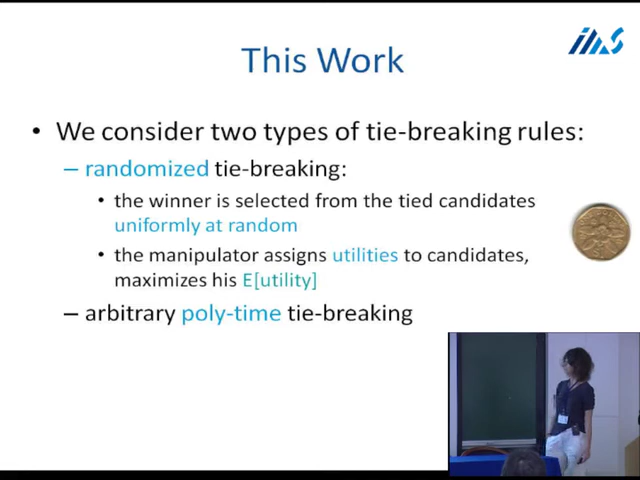 iMS
This Work
• We consider two types of tie-breaking rules:
– randomized tie-breaking:
• the winner is selected from the tied candidates
uniformly at random
• the manipulator assigns utilities to candidates,
maximizes his E[utility]
– arbitrary poly-time tie-breaking